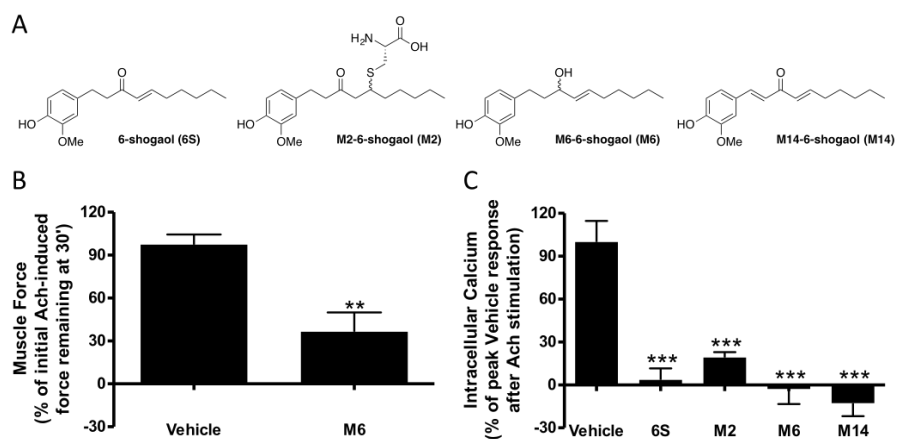 A
O
H₂N
OH
S
O
HO
OMe
6-shogaol (6S)
O
HO
OMe
M2-6-shogaol (M2)
OH
HO
OMe
M6-6-shogaol (M6)
O
HO
OMe
M14-6-shogaol (M14)
B
Muscle Force
(% of initial Ach-induced
force remaining at 30')
120
90
60
30
0
-30
**
Vehicle
M6
C
Intracellular Calcium
(% of peak Vehicle response
after Ach stimulation)
120
90
60
30
0
-30
***
***
***
***
Vehicle 6S M2 M6 M14